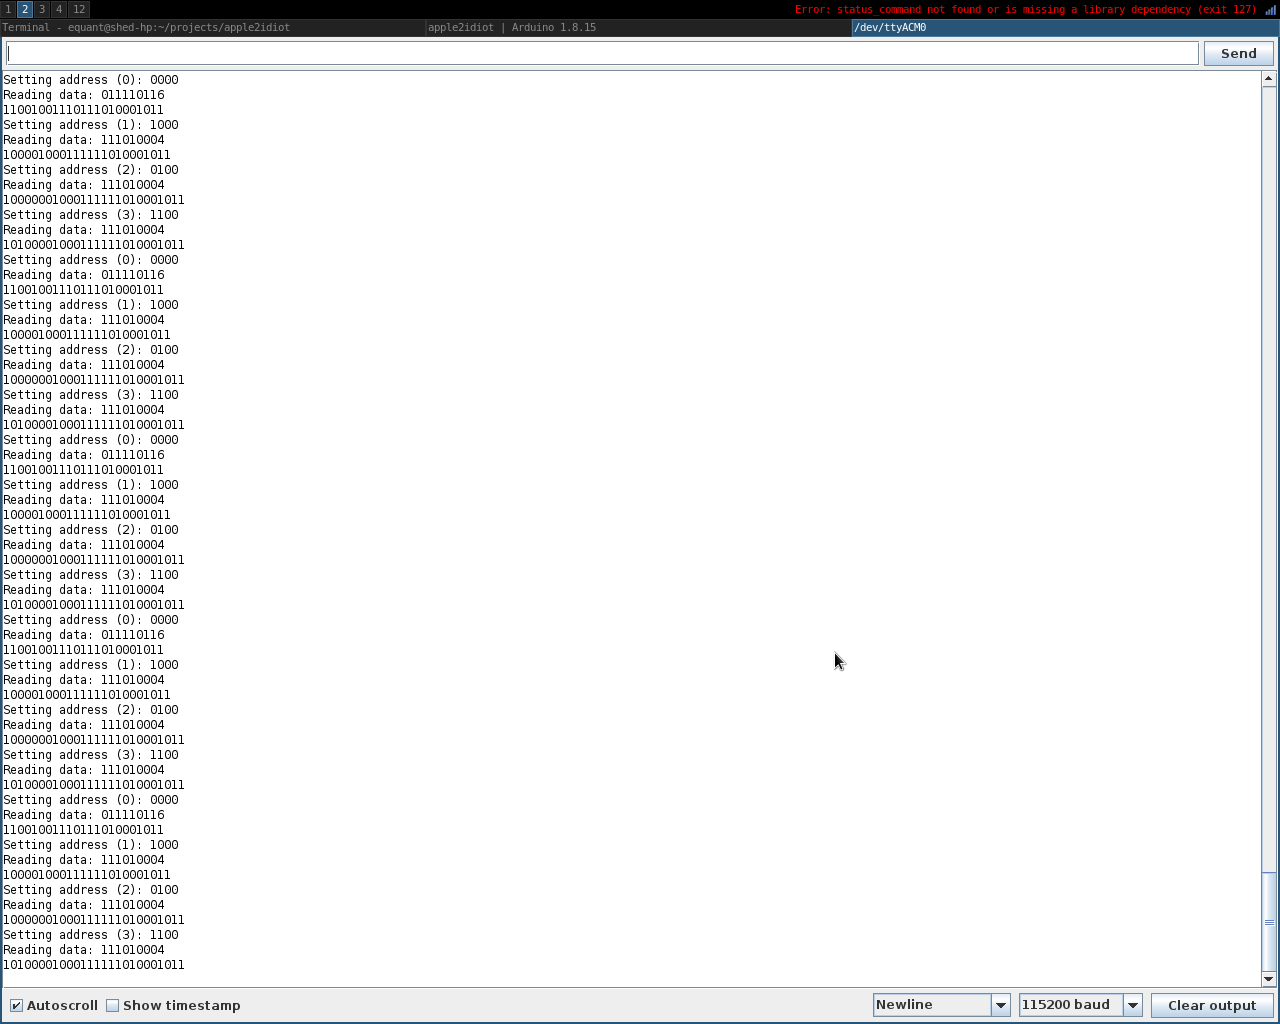 1 2 3 4 12
Error: status_command not found or is missing a library dependency (exit 127)
Terminal - equant@shed-hp:~/projects/apple2idiot
apple2idiot | Arduino 1.8.15
/dev/ttyACM0
Send
Setting address (0): 0000
Reading data: 011110116
11001001110111010001011
Setting address (1): 1000
Reading data: 111010004
100001000111111010001011
Setting address (2): 0100
Reading data: 111010004
10000001000111111010001011
Setting address (3): 1100
Reading data: 111010004
10100001000111111010001011
Setting address (0): 0000
Reading data: 011110116
11001001110111010001011
Setting address (1): 1000
Reading data: 111010004
100001000111111010001011
Setting address (2): 0100
Reading data: 111010004
10000001000111111010001011
Setting address (3): 1100
Reading data: 111010004
10100001000111111010001011
Setting address (0): 0000
Reading data: 011110116
11001001110111010001011
Setting address (1): 1000
Reading data: 111010004
100001000111111010001011
Setting address (2): 0100
Reading data: 111010004
10000001000111111010001011
Setting address (3): 1100
Reading data: 111010004
10100001000111111010001011
Setting address (0): 0000
Reading data: 011110116
11001001110111010001011
Setting address (1): 1000
Reading data: 111010004
100001000111111010001011
Setting address (2): 0100
Reading data: 111010004
10000001000111111010001011
Setting address (3): 1100
Reading data: 111010004
10100001000111111010001011
Setting address (0): 0000
Reading data: 011110116
11001001110111010001011
Setting address (1): 1000
Reading data: 111010004
100001000111111010001011
Setting address (2): 0100
Reading data: 111010004
10000001000111111010001011
Setting address (3): 1100
Reading data: 111010004
10100001000111111010001011
Autoscroll
Show timestamp
Newline
115200 baud
Clear output